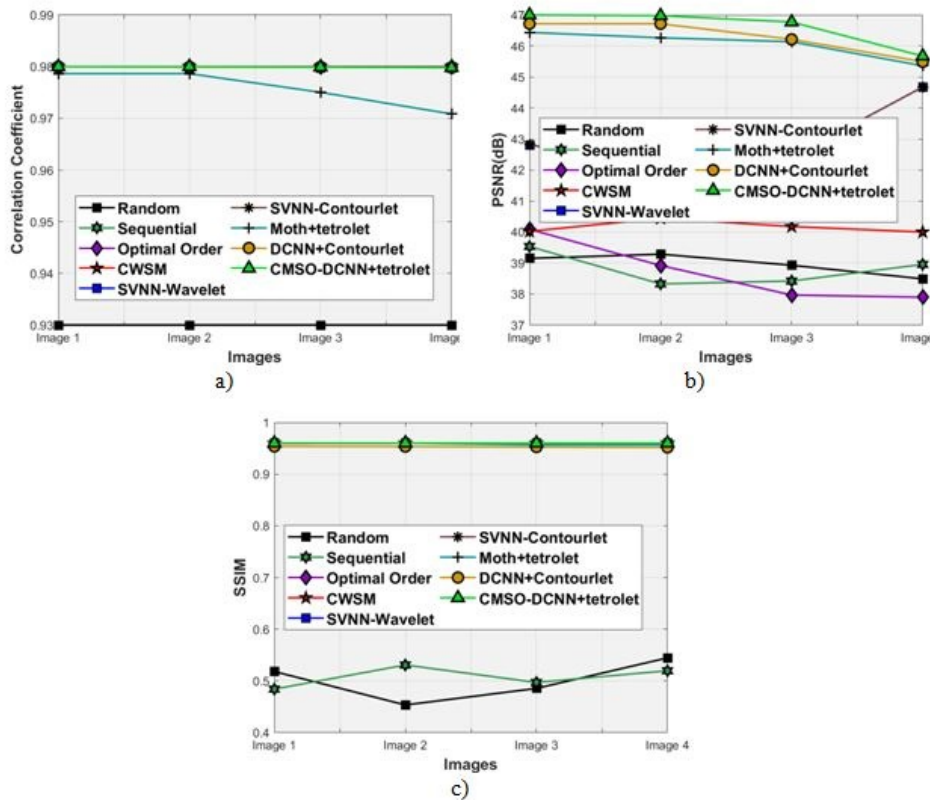 0.99
0.98
0.97
0.96
0.95
0.94
0.93
Correlation Coefficient
Random
Sequential
Optimal Order
CWSM
SVNN-Wavelet
SVNN-Contourlet
Moth+tetrolet
DCNN+Contourlet
CMSO-DCNN+tetrolet
Image 1 Image 2 Image 3 Imag
Images
a)
47
46
45
44
43
42
41
40
39
38
37
PSNR(dB)
Random
Sequential
Optimal Order
CWSM
SVNN-Wavelet
SVNN-Contourlet
Moth+tetrolet
DCNN+Contourlet
CMSO-DCNN+tetrolet
Image 1 Image 2 Image 3 Image
Images
b)
1
0.9
0.8
0.7
0.6
0.5
0.4
SSIM
Random
Sequential
Optimal Order
CWSM
SVNN-Wavelet
SVNN-Contourlet
Moth+tetrolet
DCNN+Contourlet
CMSO-DCNN+tetrolet
Image 1 Image 2 Image 3 Image 4
Images
c)